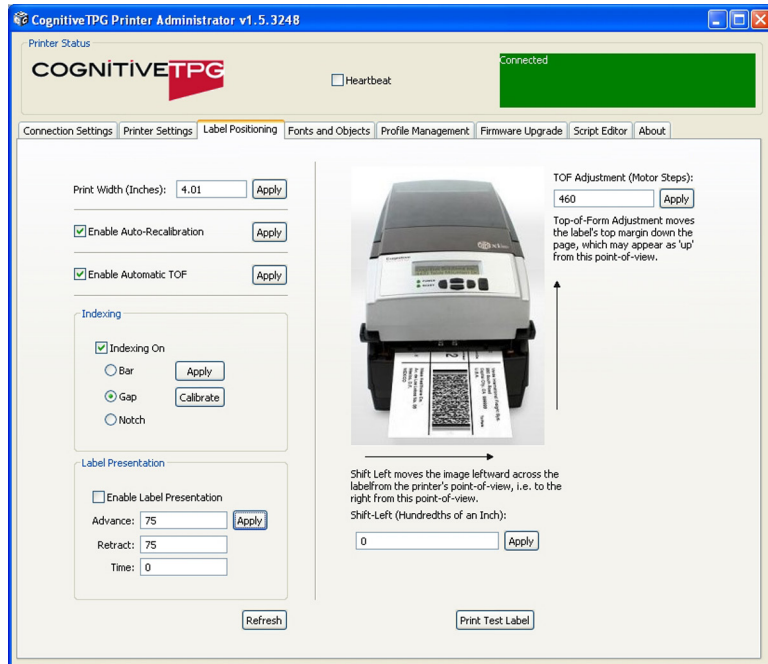 CognitiveTPG Printer Administrator v1.5.3248
Printer Status
COGNITIVETPG
Heartbeat
Connected
Connection Settings
Printer Settings
Label Positioning
Fonts and Objects
Profile Management
Firmware Upgrade
Script Editor
About
Print Width (Inches): 4.01 Apply
Enable Auto-Recalibration Apply
Enable Automatic TOF Apply
Indexing
Indexing On
Bar Apply
Gap Calibrate
Notch
Label Presentation
Enable Label Presentation
Advance: 75 Apply
Retract: 75
Time: 0
Refresh
TOF Adjustment (Motor Steps):
460 Apply
Top-of-Form Adjustment moves
the label's top margin down the
page, which may appear as 'up'
from this point-of-view.
Cognitive
POWER
READY
Shift Left moves the image leftward across the
labelfrom the printer's point-of-view, i.e. to the
right from this point-of-view.
Shift-Left (Hundredths of an Inch):
0 Apply
Print Test Label